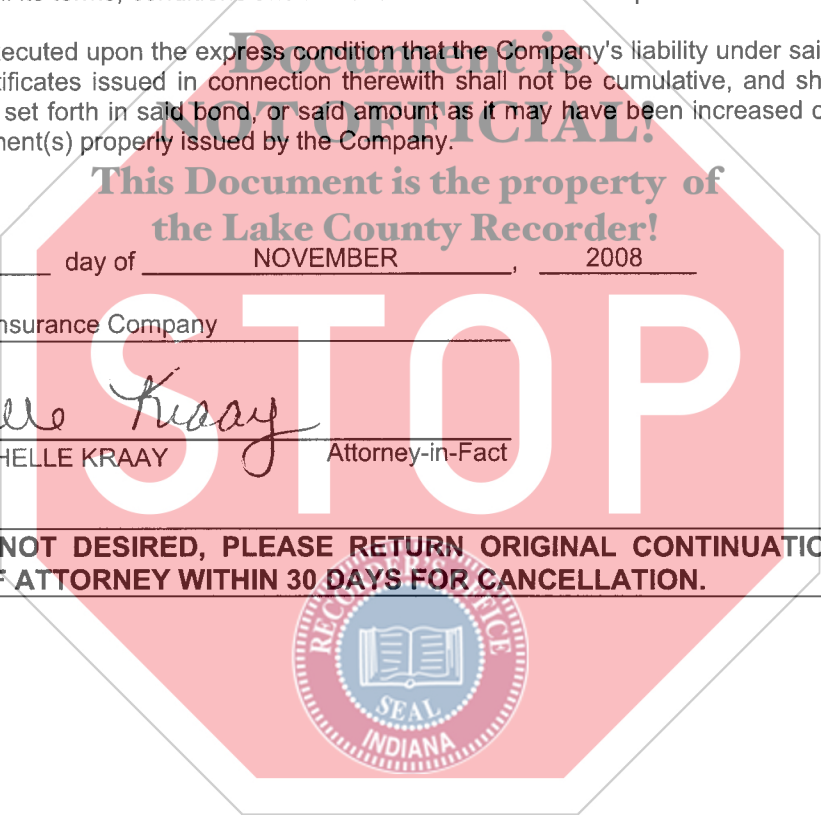 ecuted upon the express condition that the Company's liability under sai
tificates issued in connection therewith shall not be cumulative, and sh
set forth in said bond, or said amount as it may have been increased
nent(s) properly issued by the Company.
Document is
NOT OFFICIAL!
This Document is the property of
the Lake County Recorder!
day of NOVEMBER, 2008
nsurance Company
STOP
elle Kraay
HELLE KRAAY Attorney-in-Fact
NOT DESIRED, PLEASE RETURN ORIGINAL CONTINUATIO
F ATTORNEY WITHIN 30 DAYS FOR CANCELLATION.
RECORDER'S OFFICE
SEAL
INDIANA